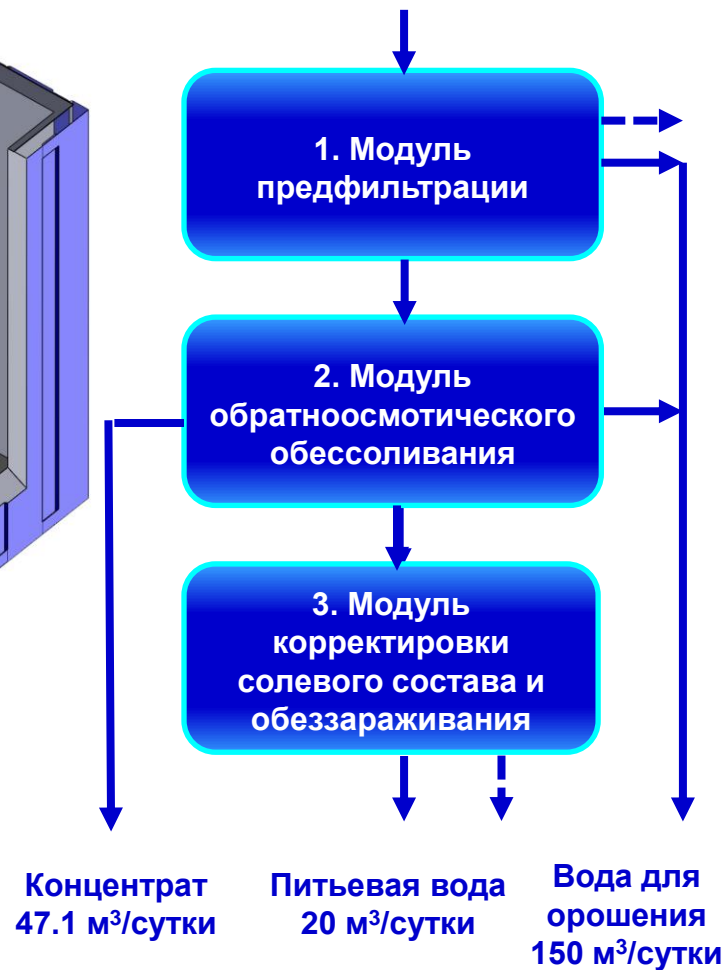 1. Модуль
предфильтрации
2. Модуль
обратноосмотического
обессоливания
3. Модуль
корректировки
солевого состава и
обеззараживания
Концентрат
47.1 м³/сутки
Питьевая вода
20 м³/сутки
Вода для
орошения
150 м³/сутки